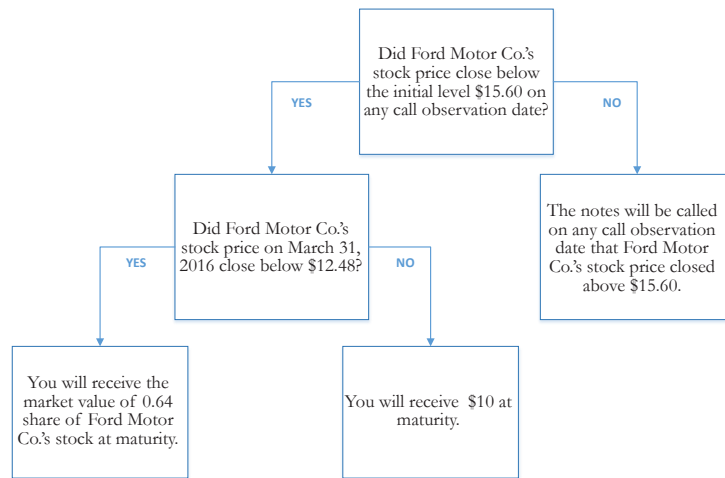 Did Ford Motor Co.'s
stock price close below
the initial level $15.60 on
any call observation date?
YES
NO
Did Ford Motor Co.'s
stock price on March 31,
2016 close below $12.48?
The notes will be called
on any call observation
date that Ford Motor
Co.'s stock price closed
above $15.60.
YES
NO
You will receive the
market value of 0.64
share of Ford Motor
Co.'s stock at maturity.
You will receive $10 at
maturity.